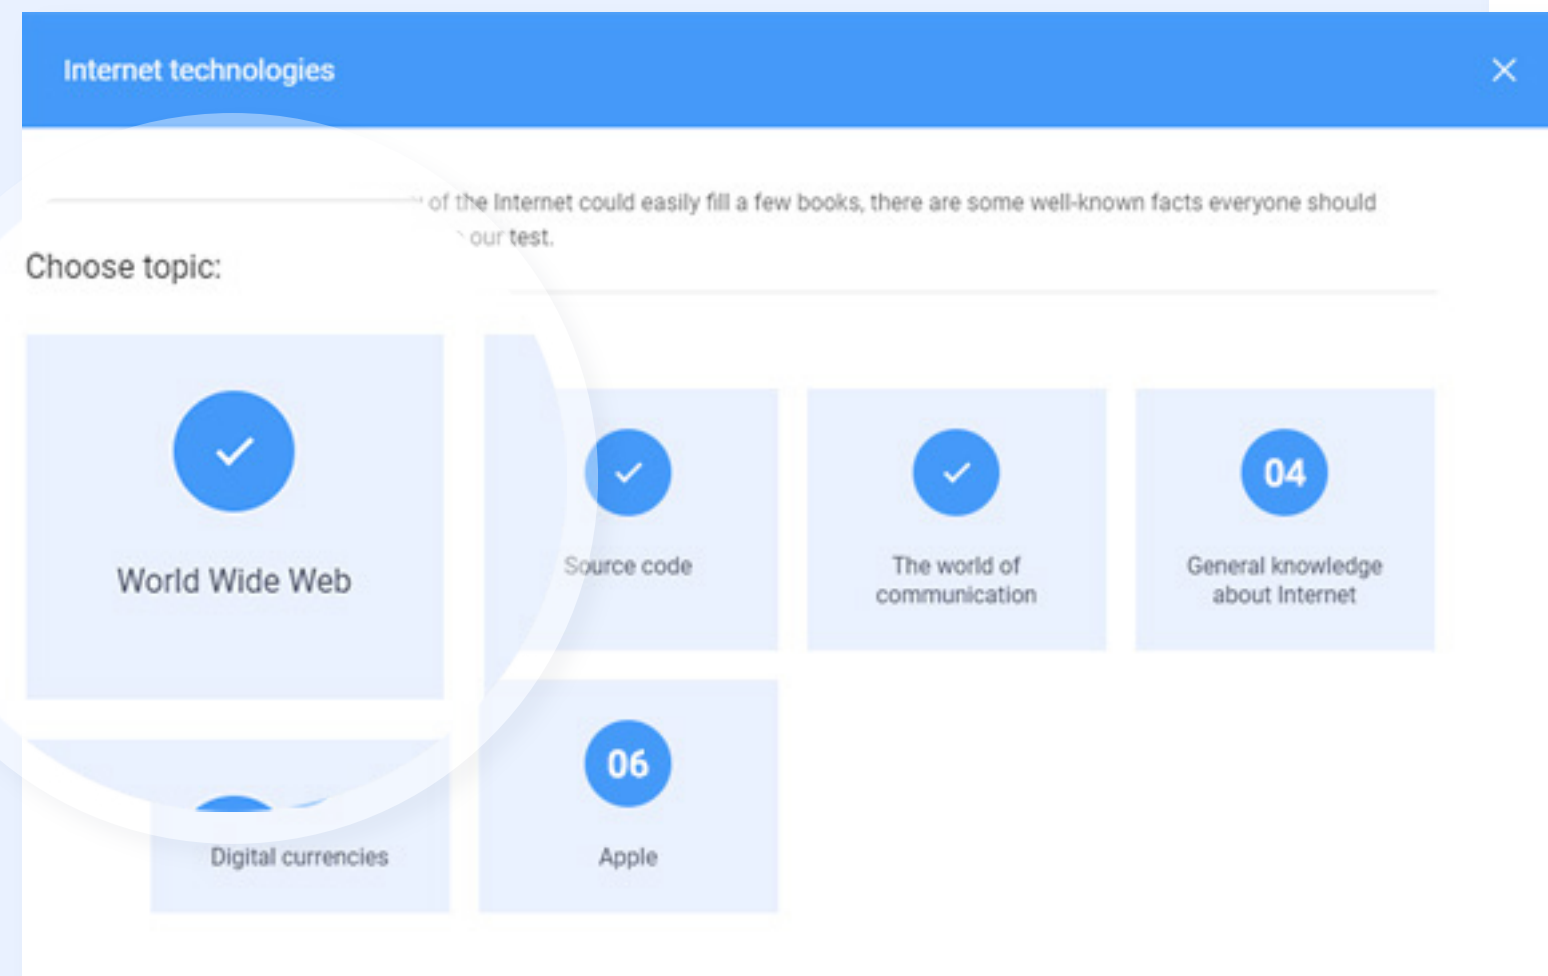 Internet technologies
of the Internet could easily fill a few books, there are some well-known facts everyone should
our test.
Choose topic:
World Wide Web
Source code
The world of
communication
04
General knowledge
about Internet
Digital currencies
06
Apple